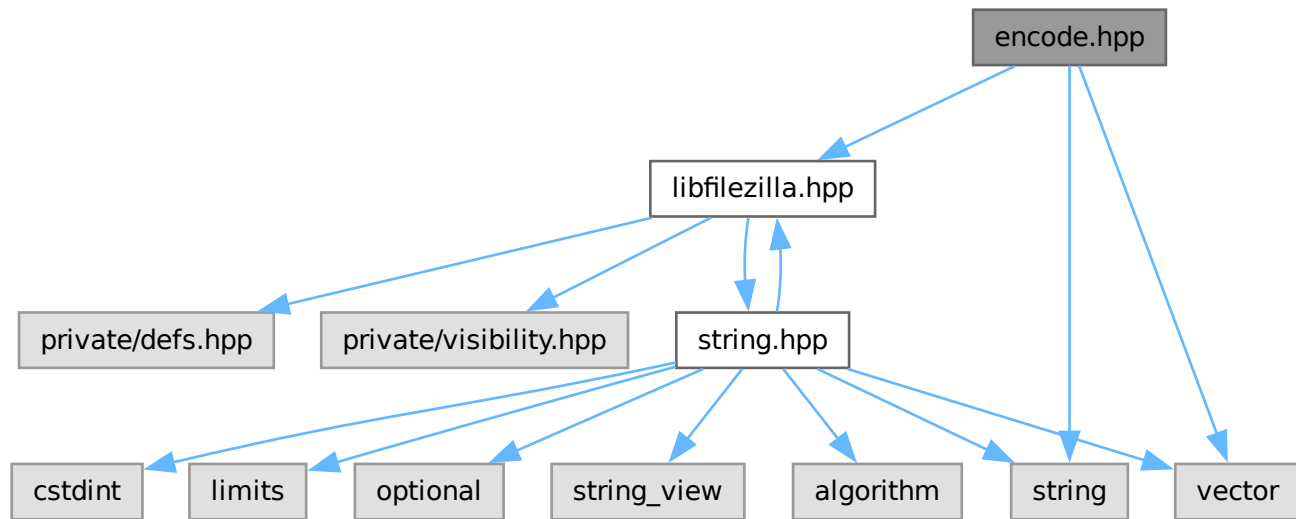 encode.hpp
libfilezilla.hpp
private/defs.hpp
private/visibility.hpp
string.hpp
cstdint
limits
optional
string_view
algorithm
string
vector